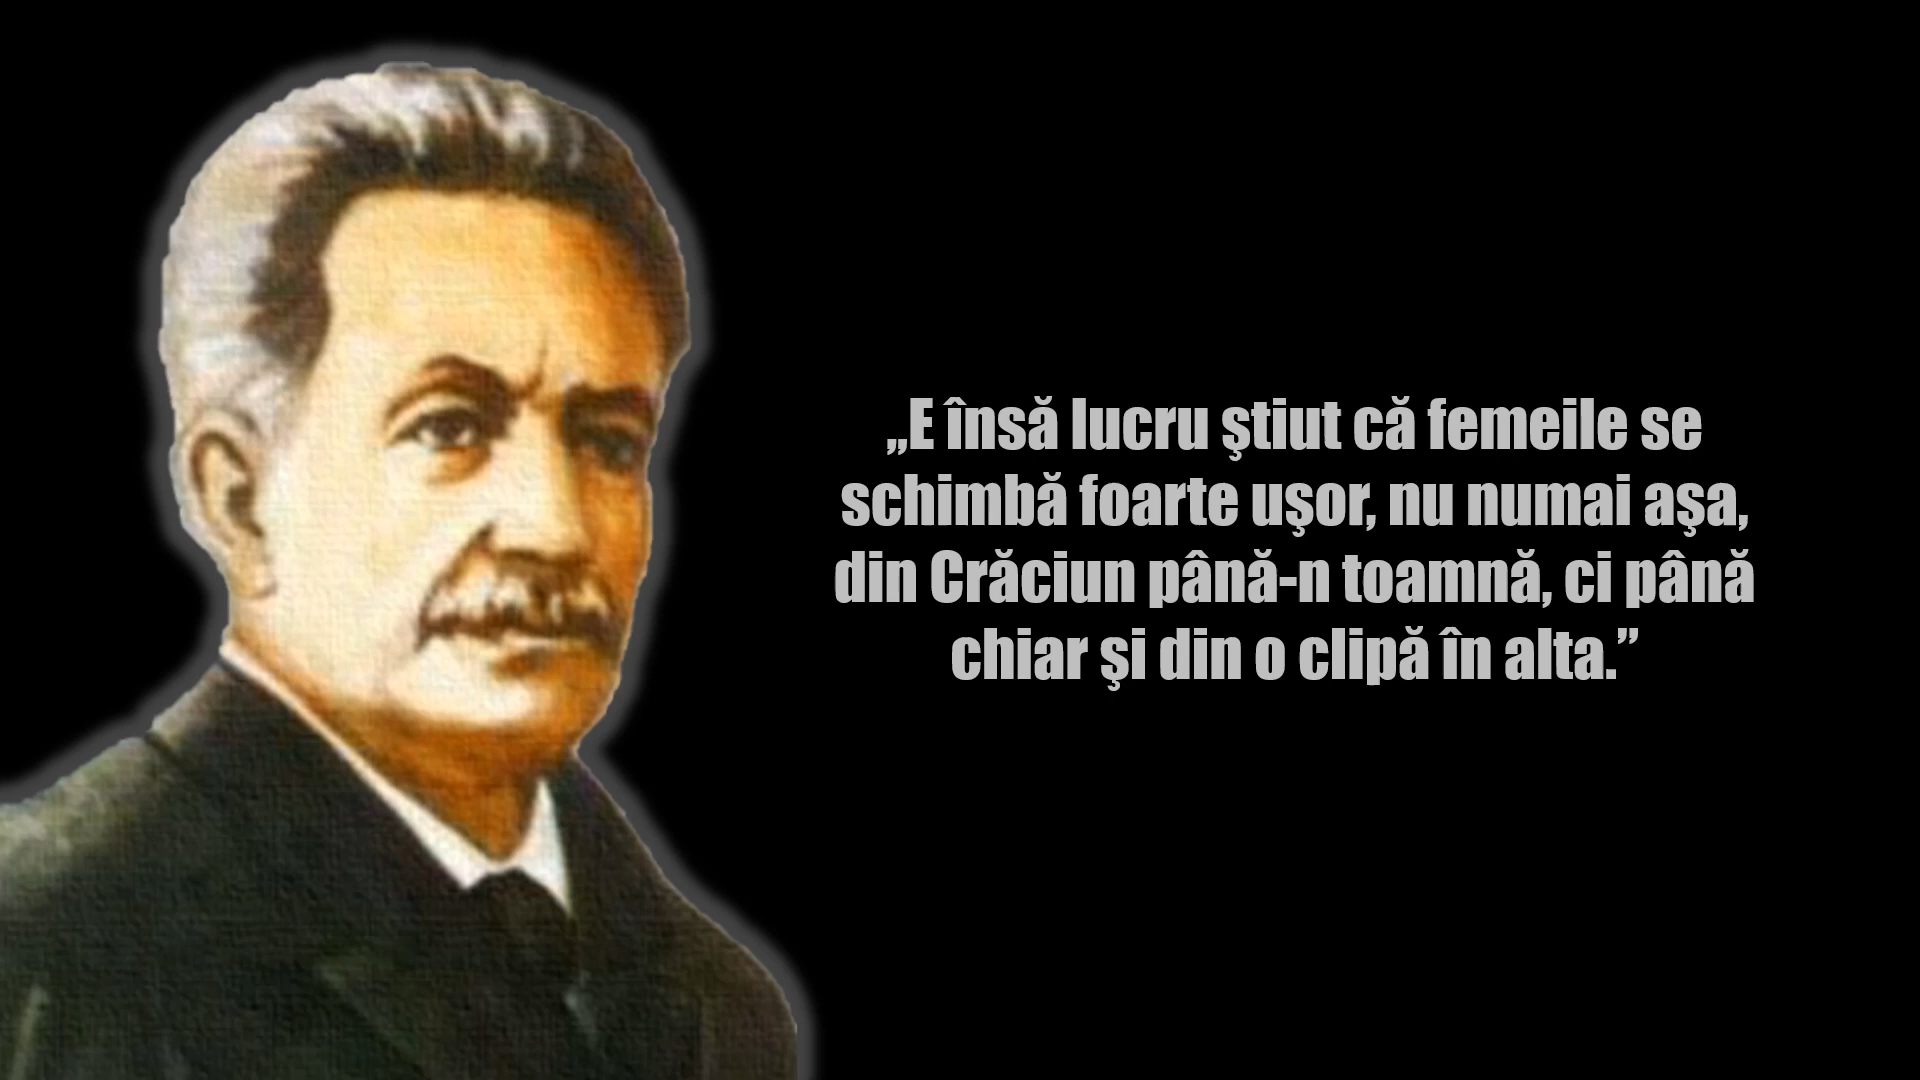 „E însă lucru ştiut că femeile se
schimbă foarte uşor, nu numai aşa,
din Crăciun până-n toamnă, ci până
chiar şi din o clipă în alta.”